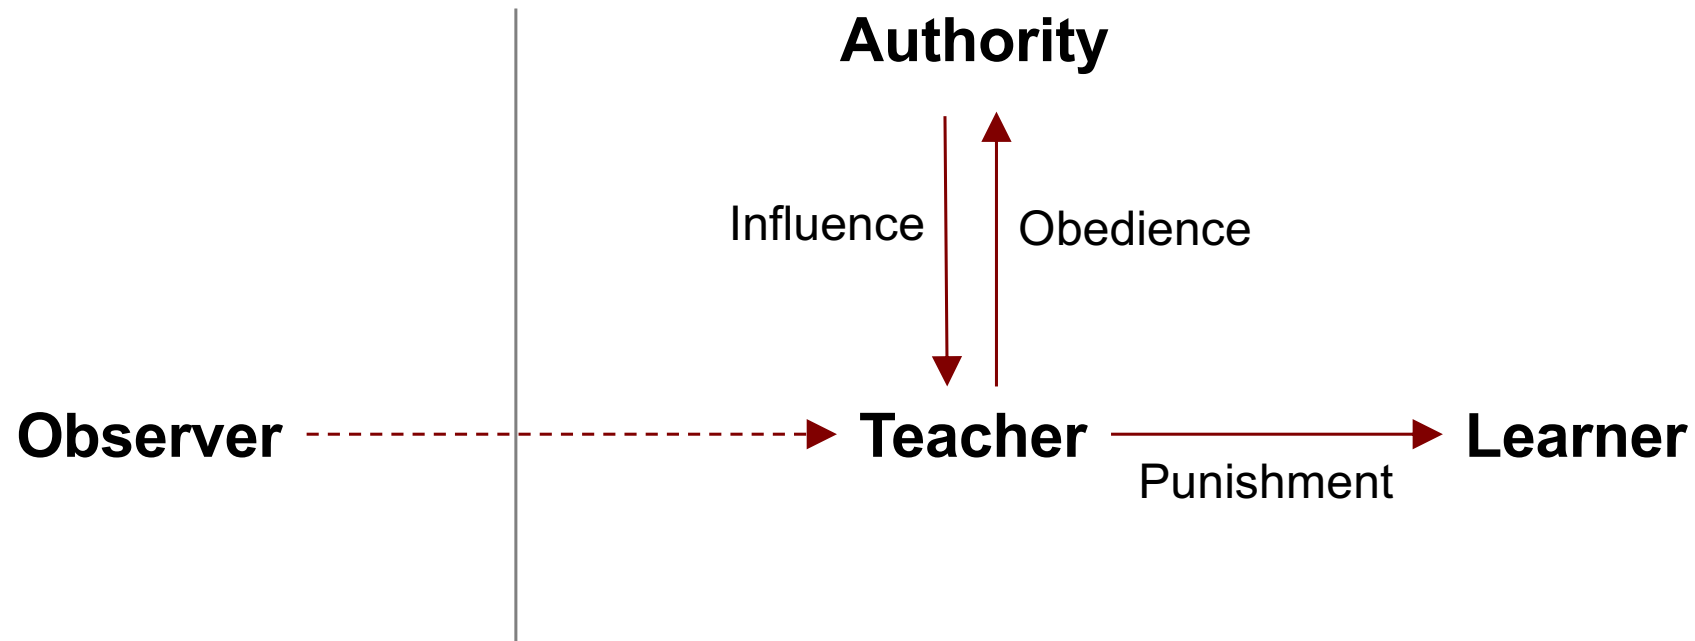 Authority
Influence
Obedience
Observer
Teacher
Learner
Punishment